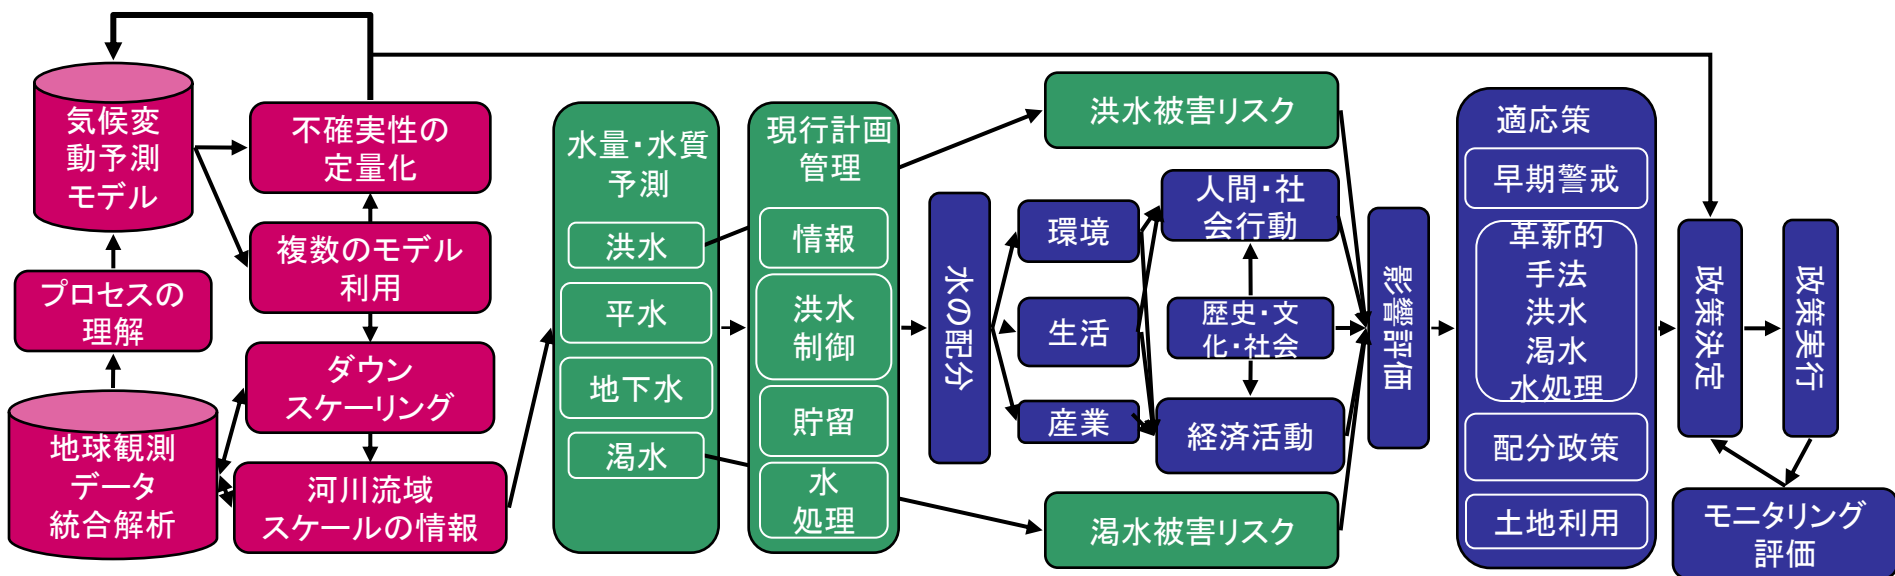 気候変
動予測
モデル
不確実性の
定量化
複数のモデル
利用
プロセスの
理解
ダウン
スケーリング
地球観測
データ
統合解析
河川流域
スケールの情報
水量・水質
予測
洪水
平水
地下水
渇水
現行計画
管理
情報
洪水
制御
貯留
水
処理
洪水被害リスク
水の配分
環境
生活
産業
人間・社
会行動
歴史・文
化・社会
経済活動
渇水被害リスク
影響評価
適応策
早期警戒
革新的
手法
洪水
渇水
水処理
配分政策
土地利用
政策決定
政策実行
モニタリング
評価